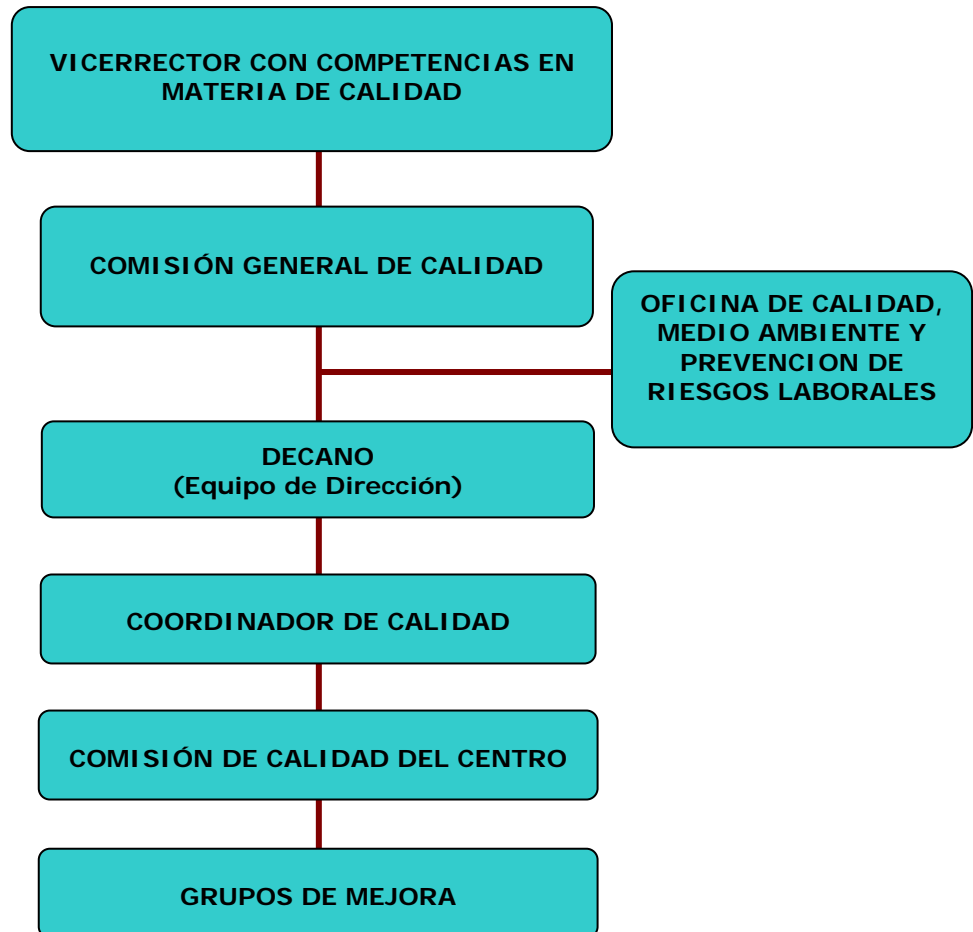 VICERRECTOR CON COMPETENCIAS EN
MATERIA DE CALIDAD
COMISIÓN GENERAL DE CALIDAD
OFICINA DE CALIDAD,
MEDIO AMBIENTE Y
PREVENCION DE
RIESGOS LABORALES
DECANO
(Equipo de Dirección)
COORDINADOR DE CALIDAD
COMISIÓN DE CALIDAD DEL CENTRO
GRUPOS DE MEJORA